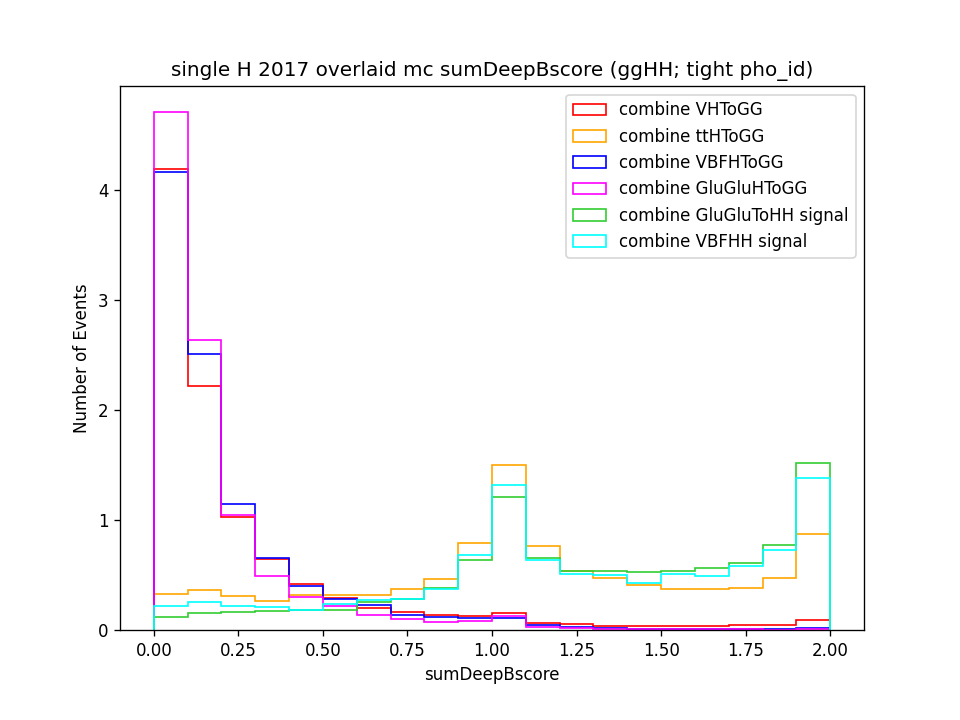 single H 2017 overlaid mc sumDeepBscore (ggHH; tight pho_id)
combine VHToGG
combine ttHToGG
combine VBFHToGG
combine GluGluHToGG
combine GluGluToHH signal
combine VBFHH signal
Number of Events
4
3
2
1
0
0.00 0.25 0.50 0.75 1.00 1.25 1.50 1.75 2.00
sumDeepBscore